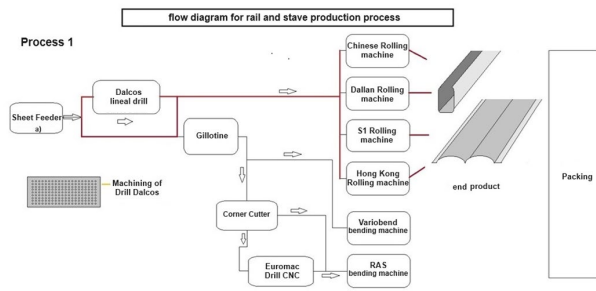 flow diagram for rail and stave production process
Process 1
Chinese Rolling
machine
Dalcos
lineal drill
Dallan Rolling
machine
Sheet Feeder
a)
Gillotine
S1 Rolling
machine
Hong Kong
Rolling machine
end product
Packing
Machining of
Drill Dalcos
Corner Cutter
Variobend
bending machine
Euromac
Drill CNC
RAS
bending machine